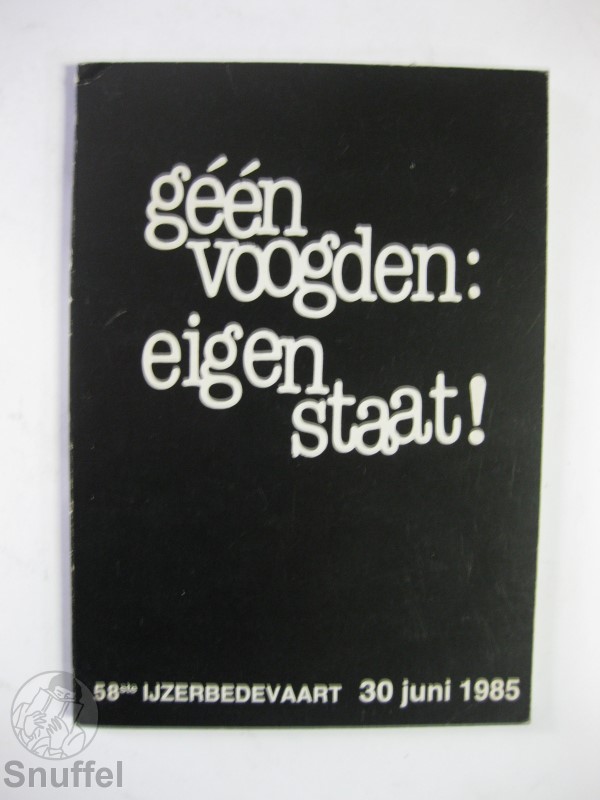 géén
voogden:
eigen
staat!
58ste IJZERBEDEVAART 30 juni 1985
Snuffel